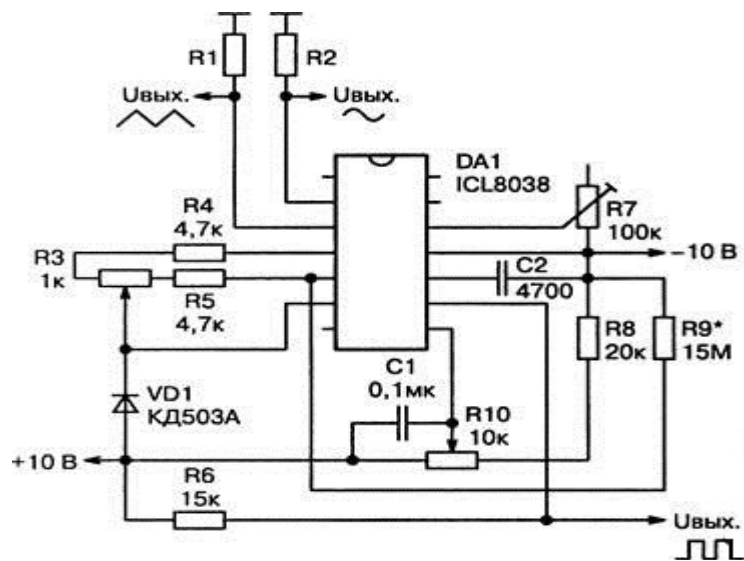 R1
R2
Uвых.
Uвых.
DA1
ICL8038
R4
4,7к
R7
100к
R3
1к
–10 В
C2
4700
R5
4,7к
R8
20к
R9*
15М
C1
0,1мк
VD1
КД503А
R10
10к
+10 В
R6
15к
Uвых.